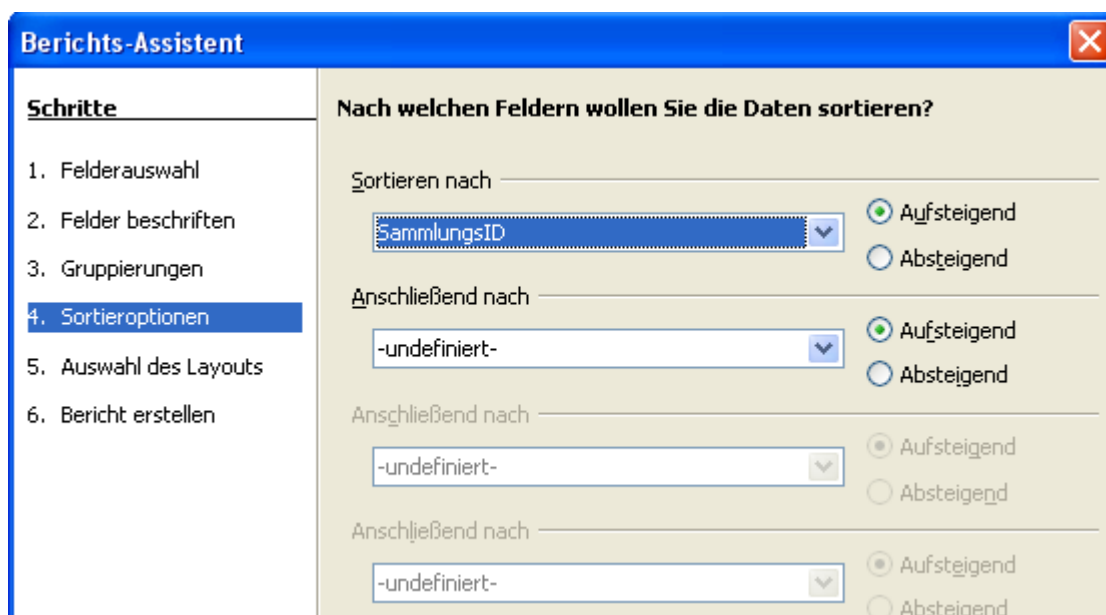 Berichts-Assistent
Schritte
1. Felderauswahl
2. Felder beschriften
3. Gruppierungen
4. Sortieroptionen
5. Auswahl des Layouts
6. Bericht erstellen
Nach welchen Feldern wollen Sie die Daten sortieren?
Sortieren nach
SammlungsID
Aufsteigend
Absteigend
Anschließend nach
-undefiniert-
Aufsteigend
Absteigend
Anschließend nach
-undefiniert-
Aufsteigend
Absteigend
Anschließend nach
-undefiniert-
Aufsteigend
Absteigend